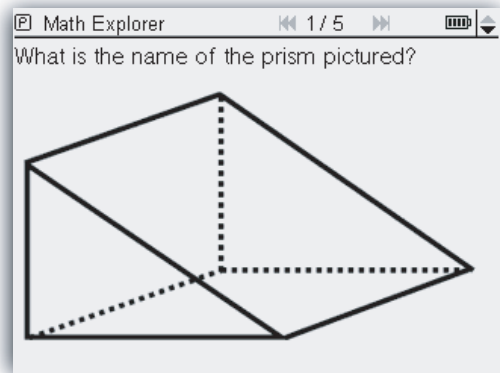 P Math Explorer 1/5
What is the name of the prism pictured?